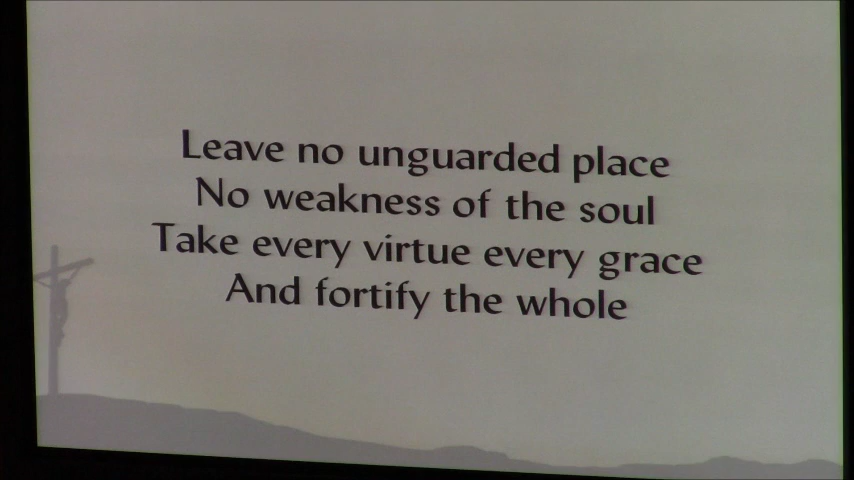 Leave no unguarded place
No weakness of the soul
Take every virtue every grace
And fortify the whole